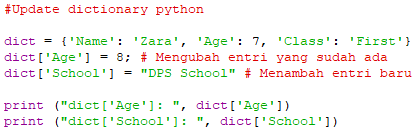 #Update dictionary python
dict = {'Name': 'Zara', 'Age': 7, 'Class': 'First'}
dict['Age'] = 8; # Mengubah entri yang sudah ada
dict['School'] = "DPS School" # Menambah entri baru
print ("dict['Age']: ", dict['Age'])
print ("dict['School']: ", dict['School'])